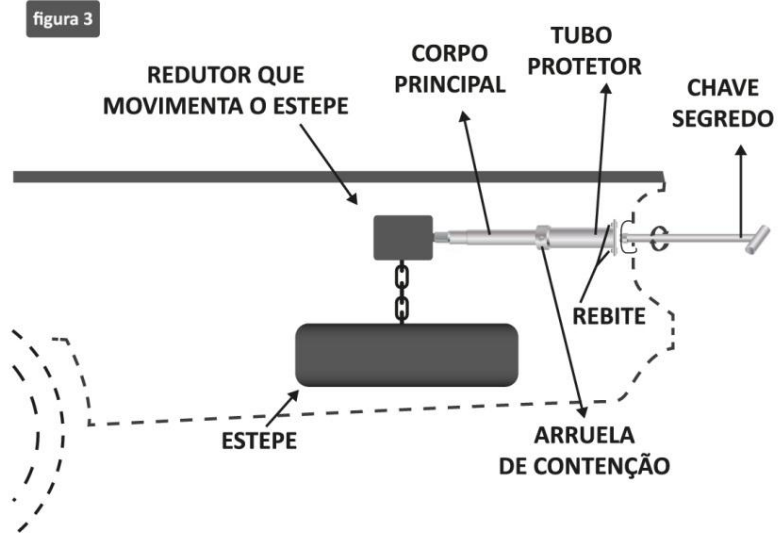 figura 3
REDUTOR QUE
MOVIMENTA O ESTEPE
CORPO
PRINCIPAL
TUBO
PROTETOR
CHAVE
SEGREDO
REBITE
ESTEPE
ARRUELA
DE CONTENÇÃO